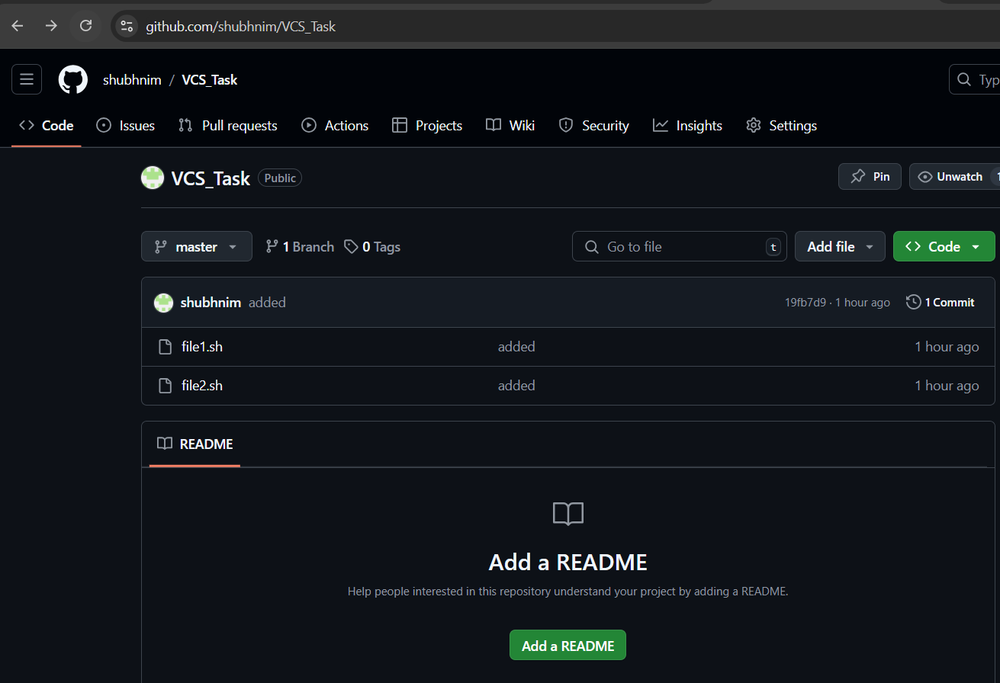 github.com/shubhnim/VCS_Task
shubhnim / VCS_Task
Typ
Code Issues Pull requests Actions Projects Wiki Security Insights Settings
VCS_Task Public
Pin Unwatch 1
master 1 Branch 0 Tags Go to file t Add file Code
shubhnim added 19fb7d9 · 1 hour ago 1 Commit
file1.sh added 1 hour ago
file2.sh added 1 hour ago
README
Add a README
Help people interested in this repository understand your project by adding a README.
Add a README